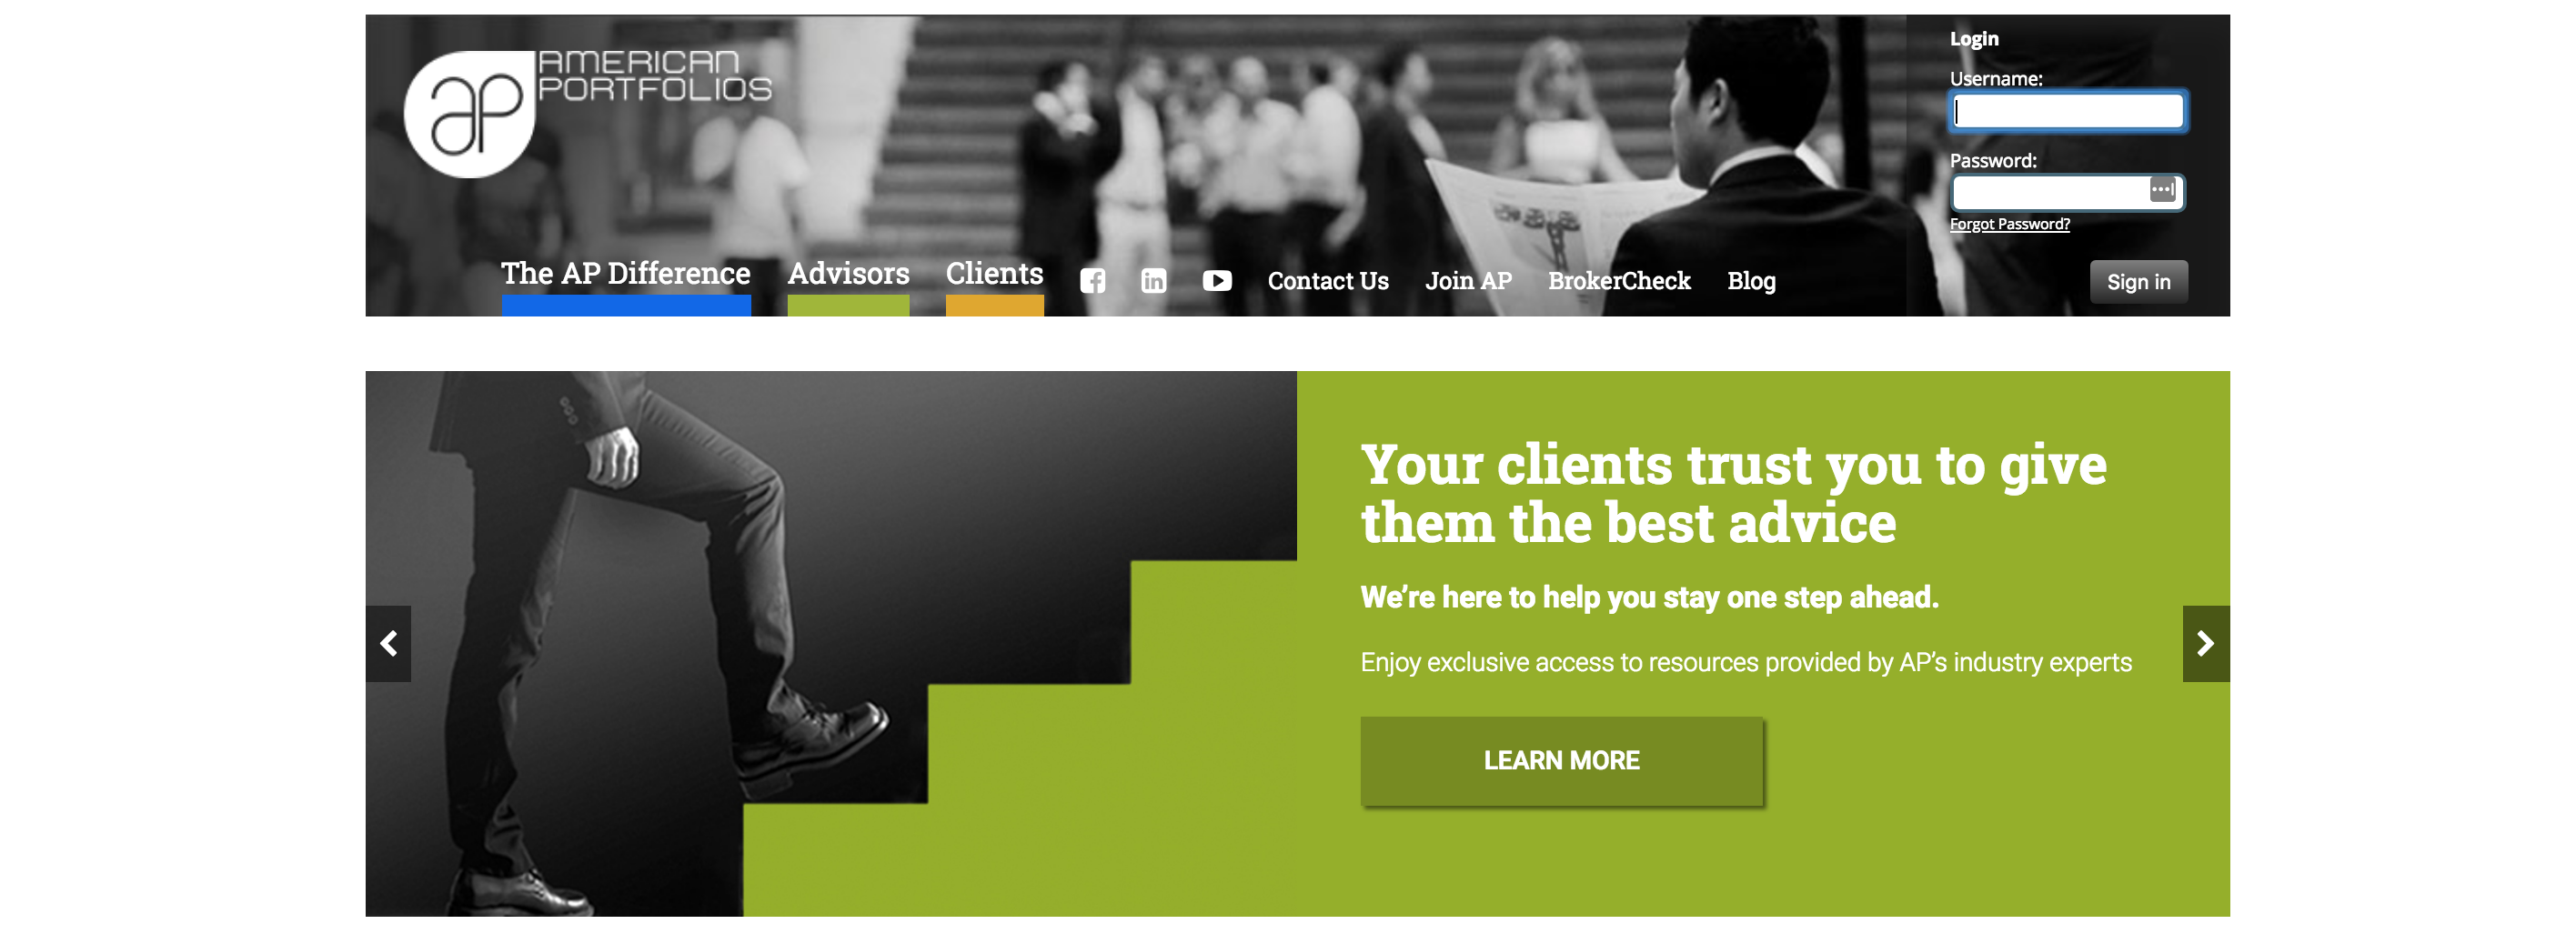 AMERICAN
PORTFOLIOS
ap
Login
Username:
Password:
Forgot Password?
Sign in
The AP Difference
Advisors
Clients
Contact Us
Join AP
BrokerCheck
Blog
Your clients trust you to give
them the best advice
We’re here to help you stay one step ahead.
Enjoy exclusive access to resources provided by AP’s industry experts
LEARN MORE